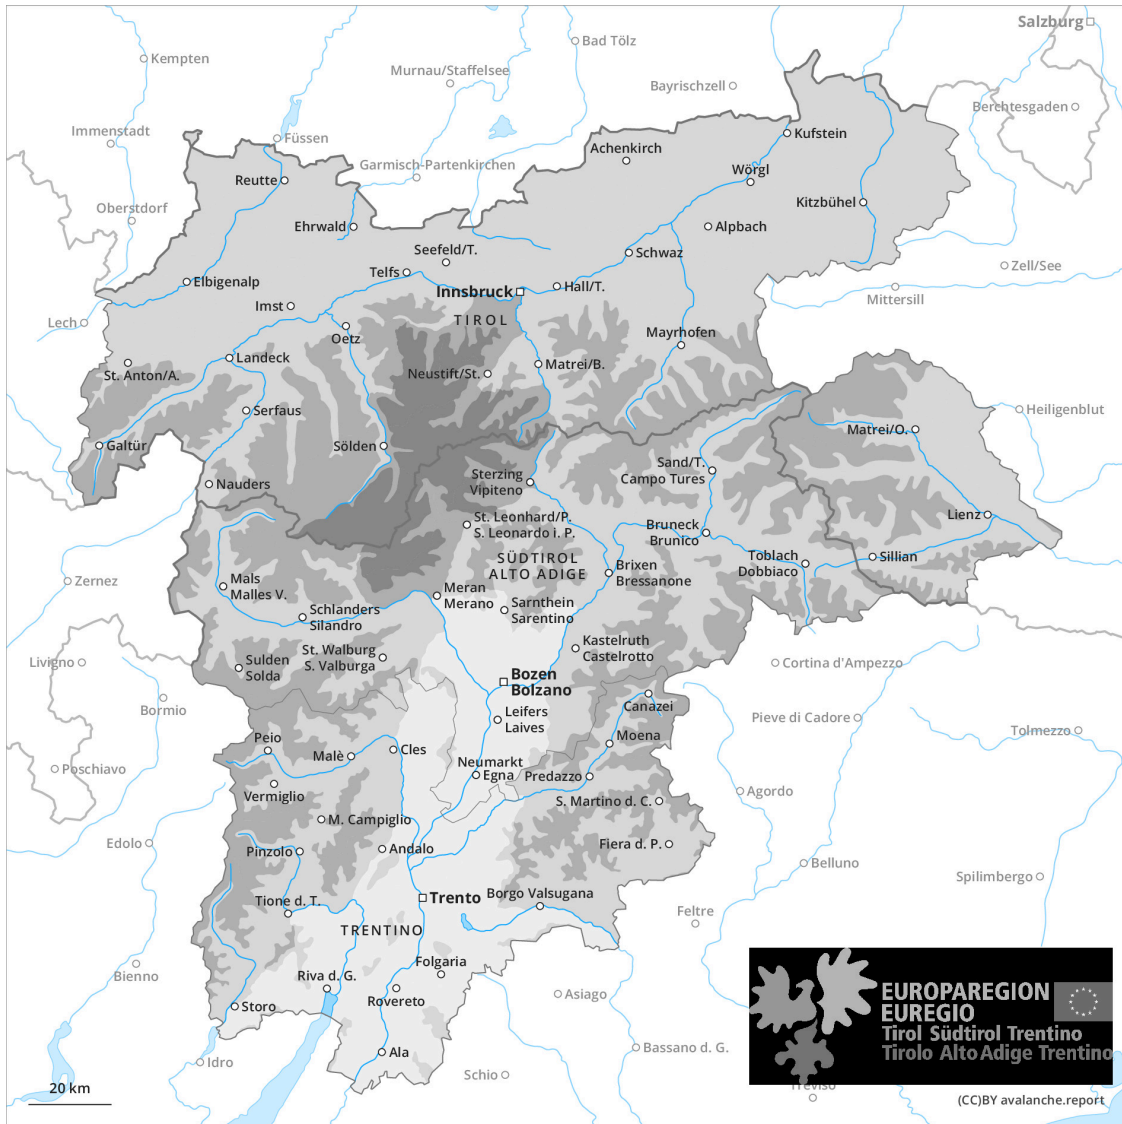 Salzburg
Bad Tölz
Kempten
Murnau/Staffelsee
Bayrischzell
Berchtesgaden
Immenstadt
Füssen
Kufstein
Achenkirch
Garmisch-Partenkirchen
Wörgl
Reutte
Kitzbühel
Oberstdorf
Ehrwald
Alpbach
Seefeld/T.
Schwaz
Telfs
Zell/See
Elbigenalp
Hall/T.
Innsbruck
Mittersill
Imst
TIROL
Lech
Oetz
Mayrhofen
Landeck
Matrei/B.
St. Anton/A.
Neustift/St.
Serfaus
Heiligenblut
Matrei/O.
Galtür
Sölden
Sand/T.
Campo Tures
Sterzing
Vipiteno
Nauders
Lienz
St. Leonhard/P.
S. Leonardo i. P.
Bruneck
Brunico
SÜDTIROL
ALTO ADIGE
Toblach
Dobbiaco
Sillian
Brixen
Bressanone
Zernez
Mals
Malles V.
Meran
Merano
Sarnthein
Sarentino
Schlanders
Silandro
Kastelruth
Castelrotto
St. Walburg
S. Valburga
Livigno
Sulden
Solda
Cortina d'Ampezzo
Bozen
Bolzano
Canazei
Bormio
Leifers
Laives
Pieve di Cadore
Tolmezzo
Moena
Peio
Cles
Malè
Neumarkt
Egna
Predazzo
Poschiavo
Vermiglio
Agordo
S. Martino d. C.
M. Campiglio
Edolo
Pinzolo
Andalo
Fiera d. P.
Belluno
Spilimbergo
Trento
Borgo Valsugana
Tione d. T.
Feltre
TRENTINO
Folgaria
Bienno
Riva d. G.
Rovereto
Asiago
Storo
EUROPAREGION
EUREGIO
Tirol Südtirol Trentino
Tirolo Alto Adige Trentino
Ala
Idro
Bassano d. G.
Schio
Treviso
20 km
(CC)BY avalanche.report